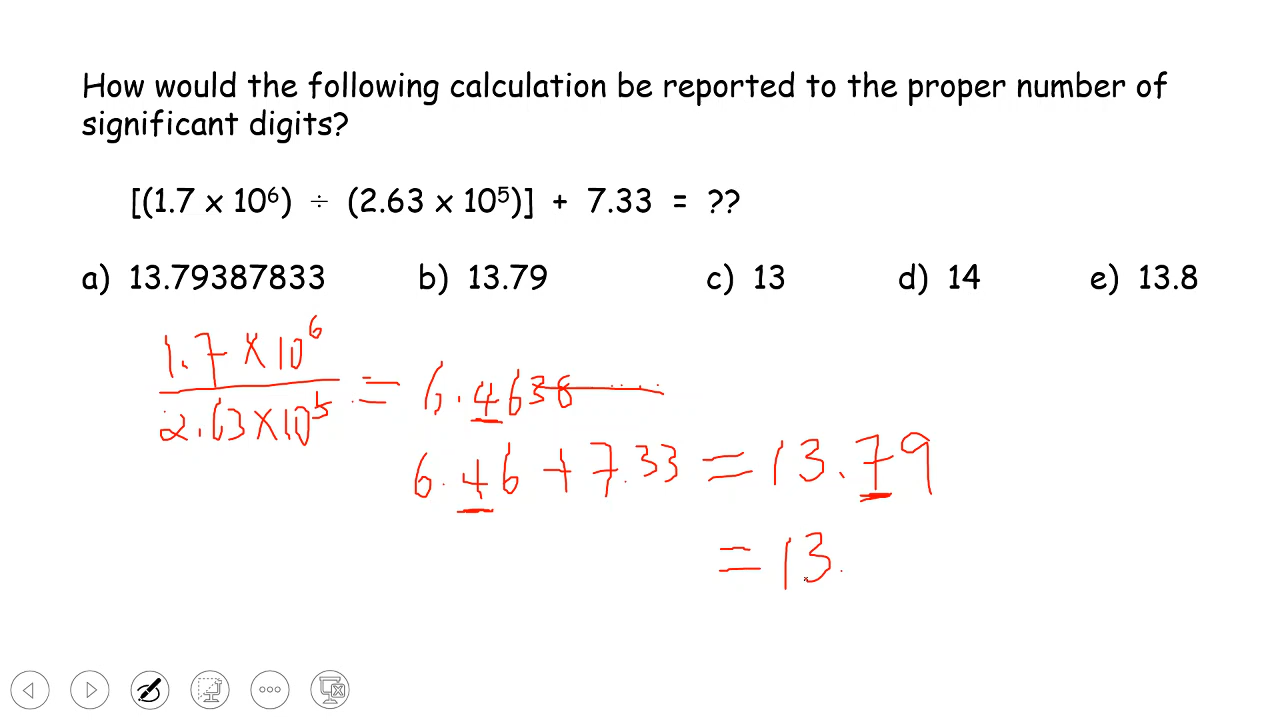 How would the following calculation be reported to the proper number of
significant digits?
[(1.7 x 10⁶) ÷ (2.63 x 10⁵)] + 7.33 = ??
a) 13.79387833 b) 13.79 c) 13 d) 14 e) 13.8
1.7 × 10⁶
2.63×10⁵ = 6.4638.....
6.46 + 7.33 = 13.79
= 13.